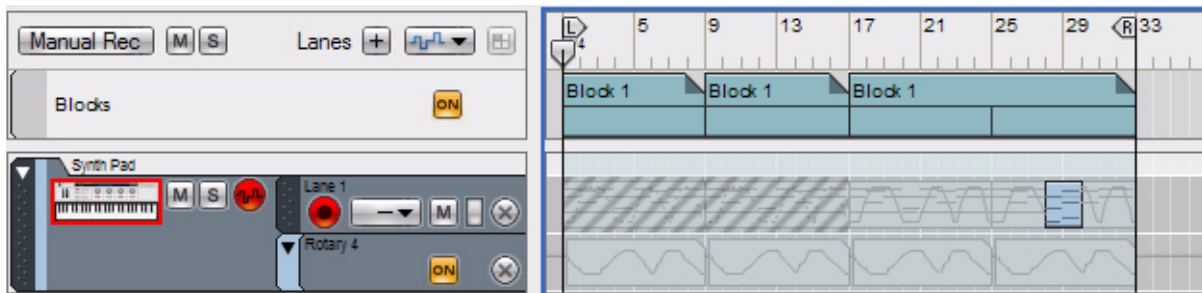 Manual Rec M S Lanes + L 5 9 13 17 21 25 29 R 33
4
Blocks ON Block 1 Block 1 Block 1
Synth Pad
M S Lane 1
M
Rotary 4
ON